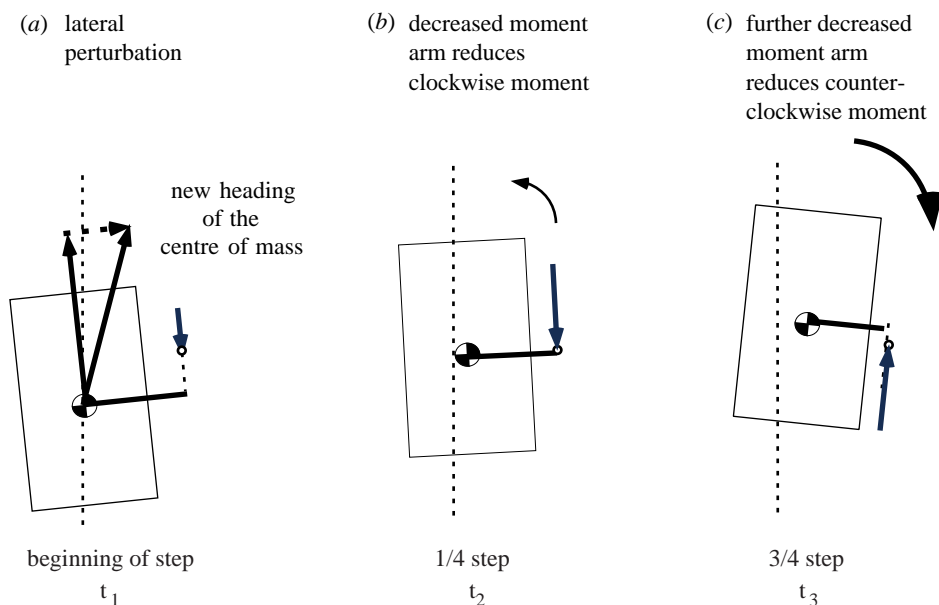 (a) lateral
perturbation
(b) decreased moment
arm reduces
clockwise moment
(c) further decreased
moment arm
reduces counter-
clockwise moment
new heading
of the
centre of mass
beginning of step
t1
1/4 step
t2
3/4 step
t3